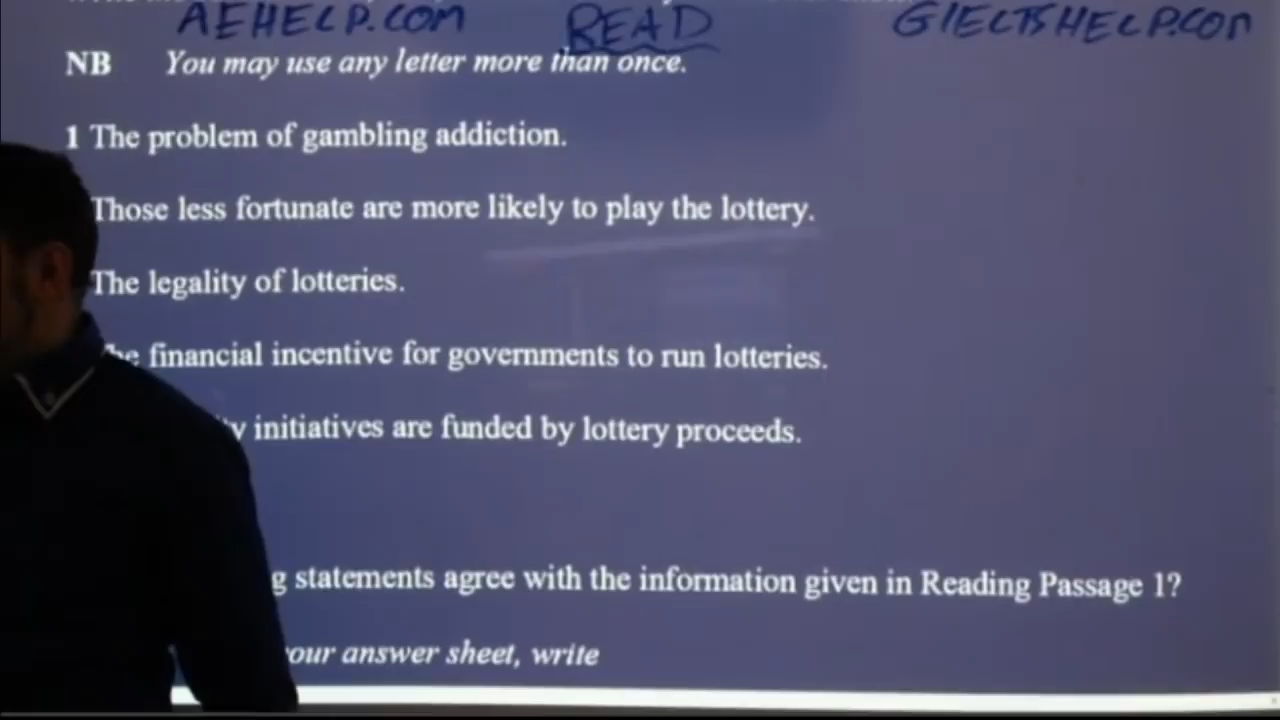 AEHELP.COM READ GIELTSHELP.COM
NB You may use any letter more than once.
1 The problem of gambling addiction.
Those less fortunate are more likely to play the lottery.
The legality of lotteries.
he financial incentive for governments to run lotteries.
initiatives are funded by lottery proceeds.
g statements agree with the information given in Reading Passage 1?
our answer sheet, write